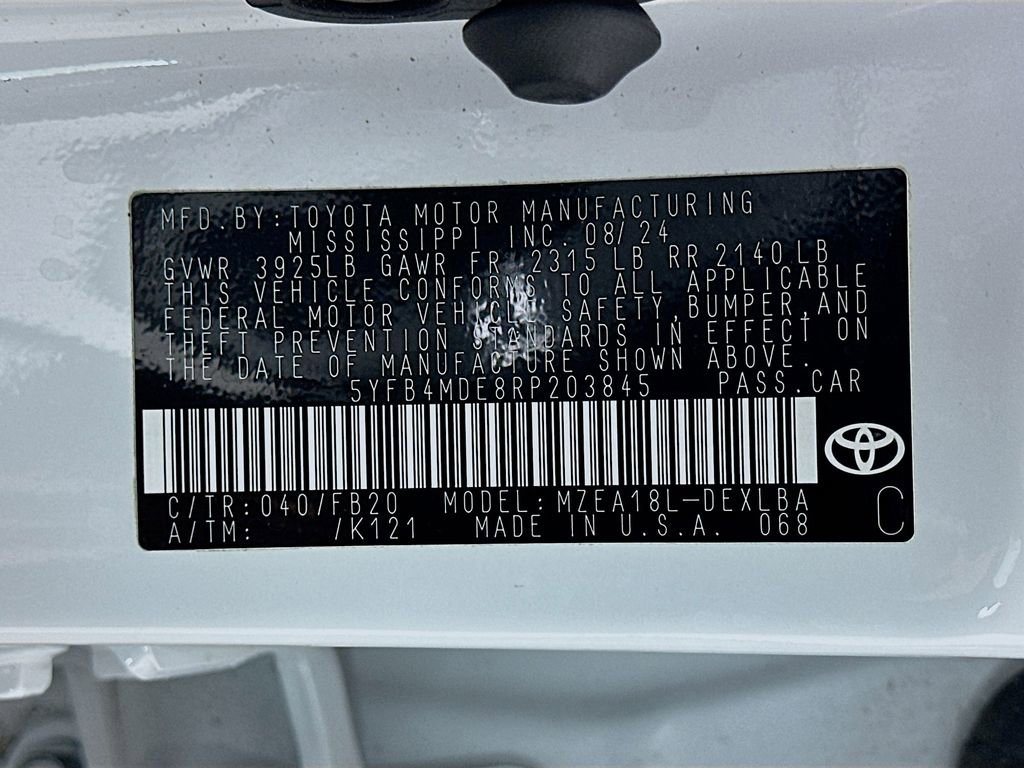 MFD.BY:TOYOTA MOTOR MANUFACTURING
MISSISSIPPI INC. 08/24
GVWR 3925LB GAWR FR 2315LB RR 2140LB
THIS VEHICLE CONFORMS TO ALL APPLICABLE
FEDERAL MOTOR VEHICLE SAFETY,BUMPER,AND
THEFT PREVENTION STANDARDS IN EFFECT ON
THE DATE OF MANUFACTURE SHOWN ABOVE.
5YFB4MDE8RP203845 PASS.CAR
C/TR:040/FB20 MODEL:MZEA18L-DEXLBA
A/TM: /K121 MADE IN U.S.A. 068
C